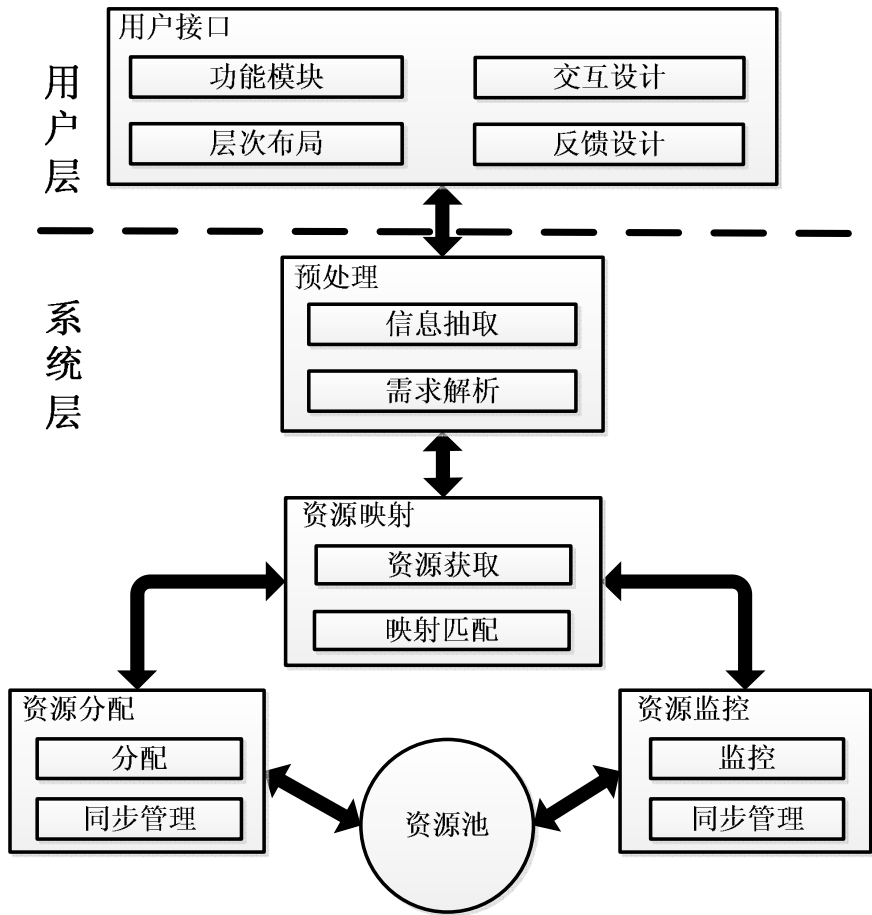 用户层
用户接口
功能模块
交互设计
层次布局
反馈设计
系统层
预处理
信息抽取
需求解析
资源映射
资源获取
映射匹配
资源分配
分配
同步管理
资源池
资源监控
监控
同步管理